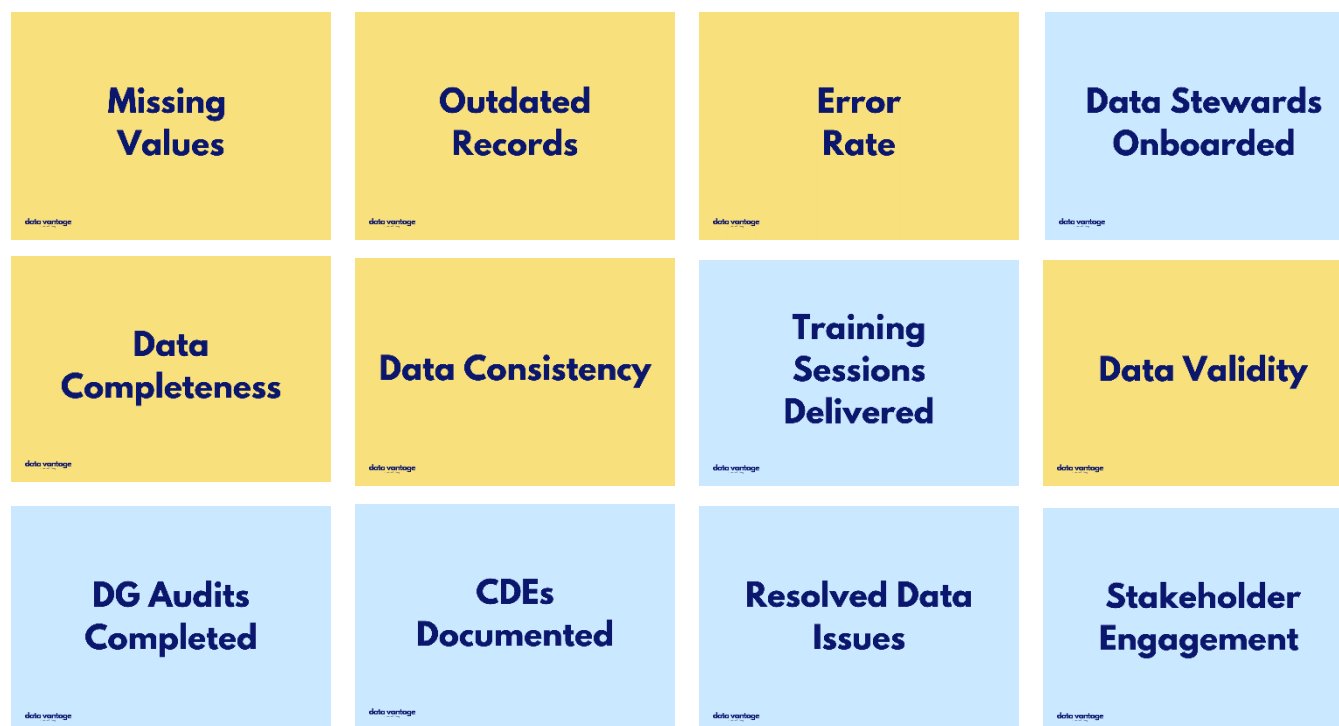 Missing
Values
data vantage
Outdated
Records
data vantage
Error
Rate
data vantage
Data Stewards
Onboarded
data vantage
Data
Completeness
data vantage
Data Consistency
data vantage
Training
Sessions
Delivered
data vantage
Data Validity
data vantage
DG Audits
Completed
data vantage
CDEs
Documented
data vantage
Resolved Data
Issues
data vantage
Stakeholder
Engagement
data vantage